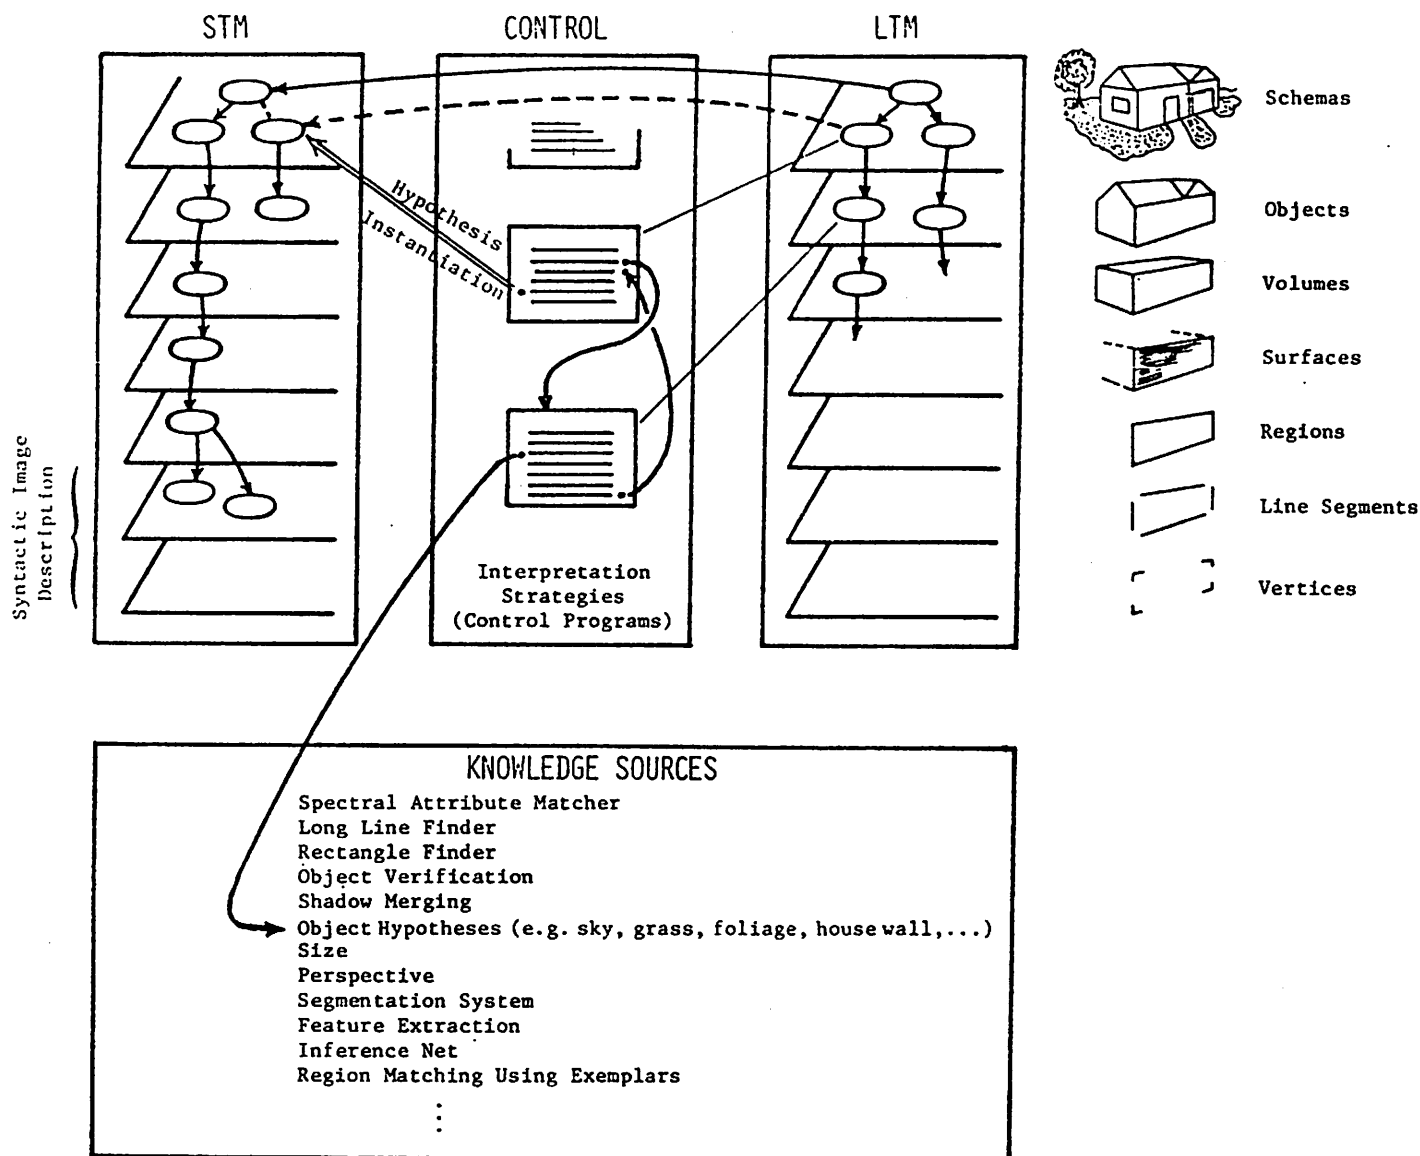 STM
CONTROL
LTM
Schemas
Objects
Volumes
Surfaces
Regions
Line Segments
Vertices
Hypothesis
Instantiation
Syntactic Image
Description
Interpretation
Strategies
(Control Programs)
KNOWLEDGE SOURCES
Spectral Attribute Matcher
Long Line Finder
Rectangle Finder
Object Verification
Shadow Merging
Object Hypotheses (e.g. sky, grass, foliage, house wall,...)
Size
Perspective
Segmentation System
Feature Extraction
Inference Net
Region Matching Using Exemplars